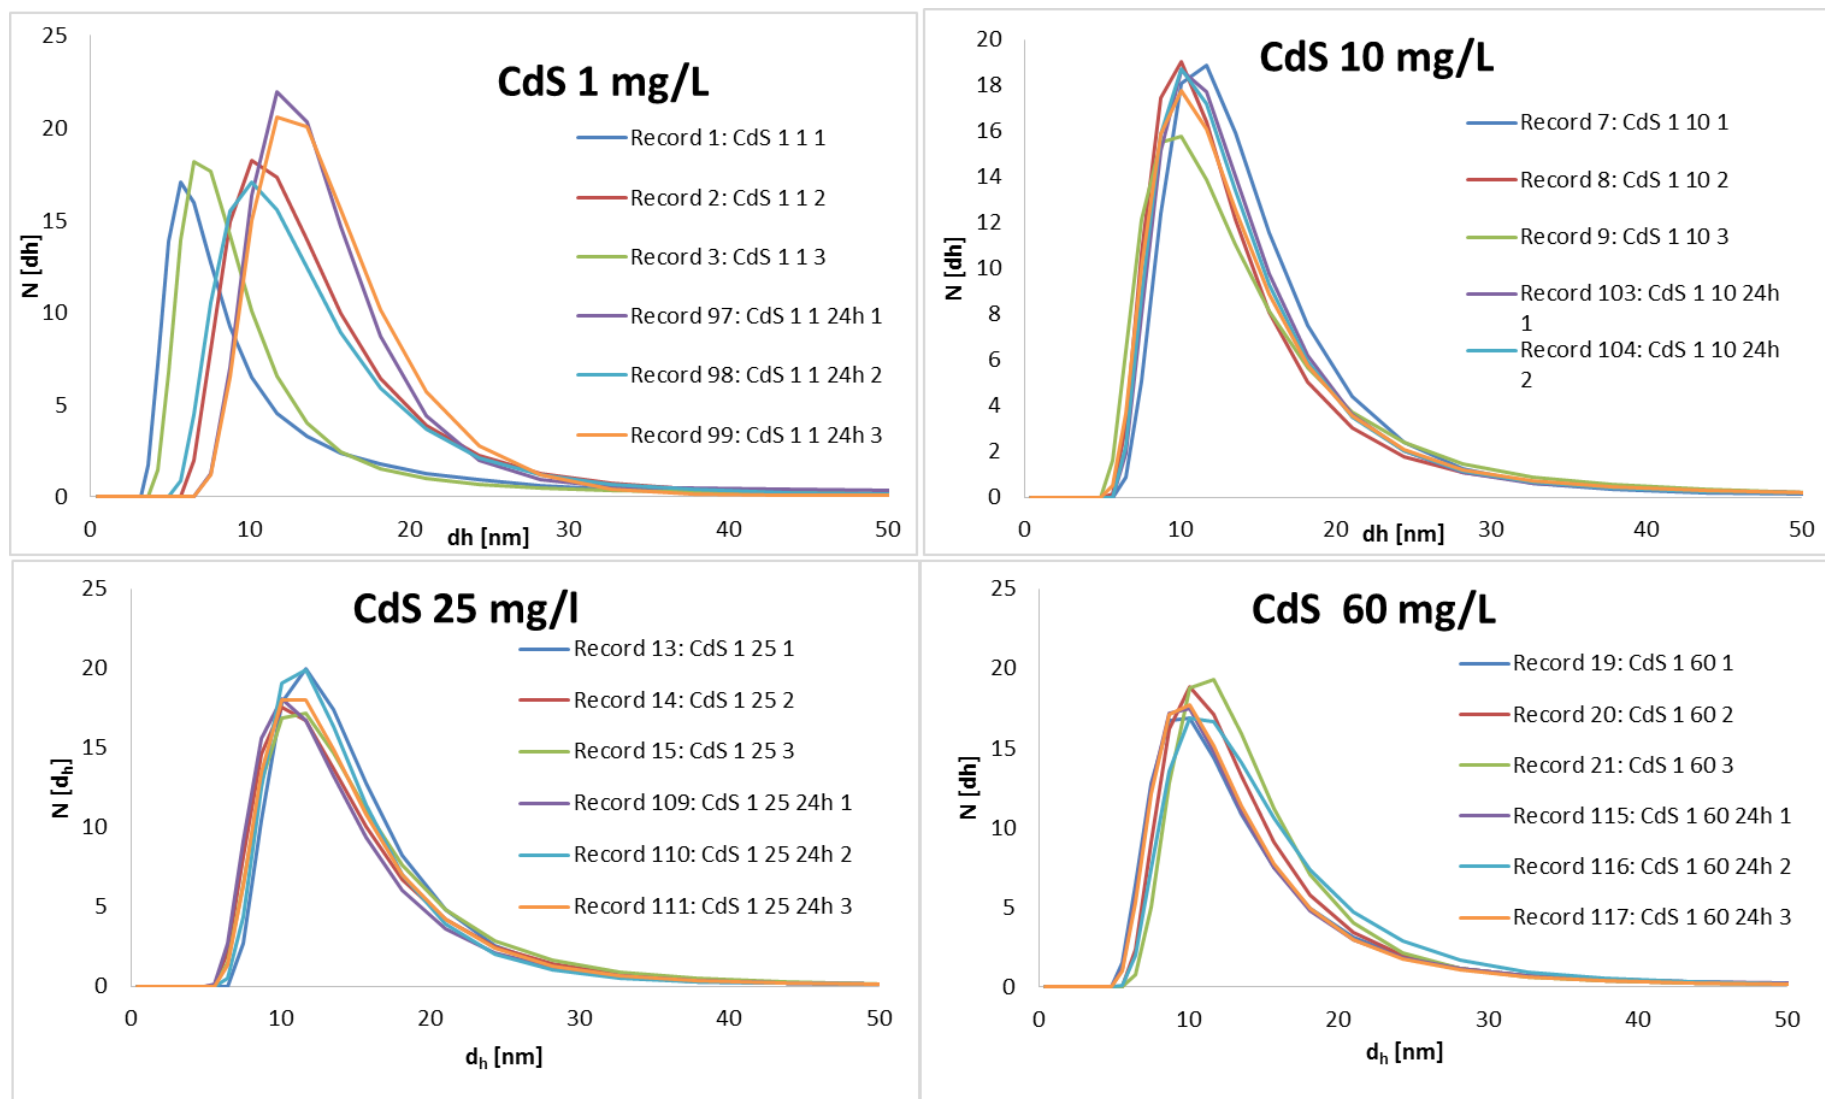 CdS 1 mg/L
25
20
15
10
5
0
N [dh]
0 10 20 30 40 50
dh [nm]
Record 1: CdS 1 1 1
Record 2: CdS 1 1 2
Record 3: CdS 1 1 3
Record 97: CdS 1 1 24h 1
Record 98: CdS 1 1 24h 2
Record 99: CdS 1 1 24h 3
CdS 10 mg/L
20
18
16
14
12
10
8
6
4
2
0
N [dh]
0 10 20 30 40 50
dh [nm]
Record 7: CdS 1 10 1
Record 8: CdS 1 10 2
Record 9: CdS 1 10 3
Record 103: CdS 1 10 24h
1
Record 104: CdS 1 10 24h
2
CdS 25 mg/l
25
20
15
10
5
0
N [dh]
0 10 20 30 40 50
dh [nm]
Record 13: CdS 1 25 1
Record 14: CdS 1 25 2
Record 15: CdS 1 25 3
Record 109: CdS 1 25 24h 1
Record 110: CdS 1 25 24h 2
Record 111: CdS 1 25 24h 3
CdS 60 mg/L
25
20
15
10
5
0
N [dh]
0 10 20 30 40 50
dh [nm]
Record 19: CdS 1 60 1
Record 20: CdS 1 60 2
Record 21: CdS 1 60 3
Record 115: CdS 1 60 24h 1
Record 116: CdS 1 60 24h 2
Record 117: CdS 1 60 24h 3